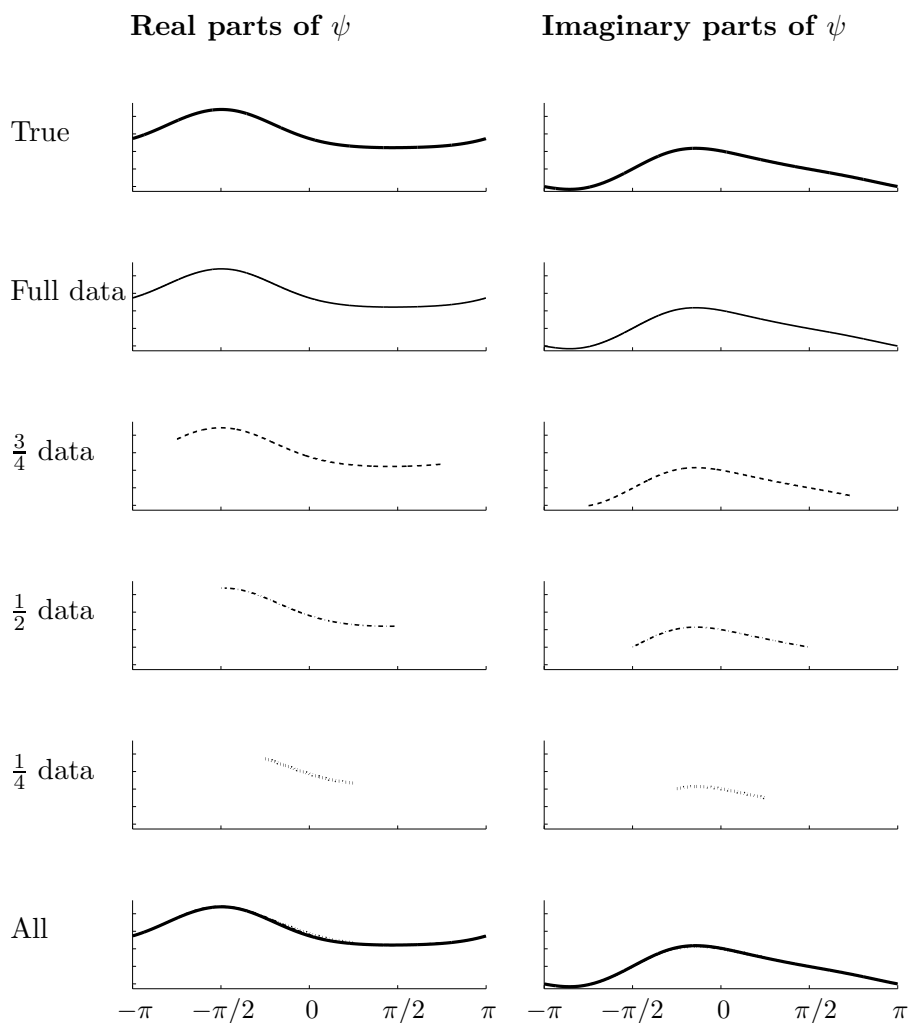 Real parts of ψ Imaginary parts of ψ
True
Full data
3/4 data
1/2 data
1/4 data
All
−π −π/2 0 π/2 π −π −π/2 0 π/2 π